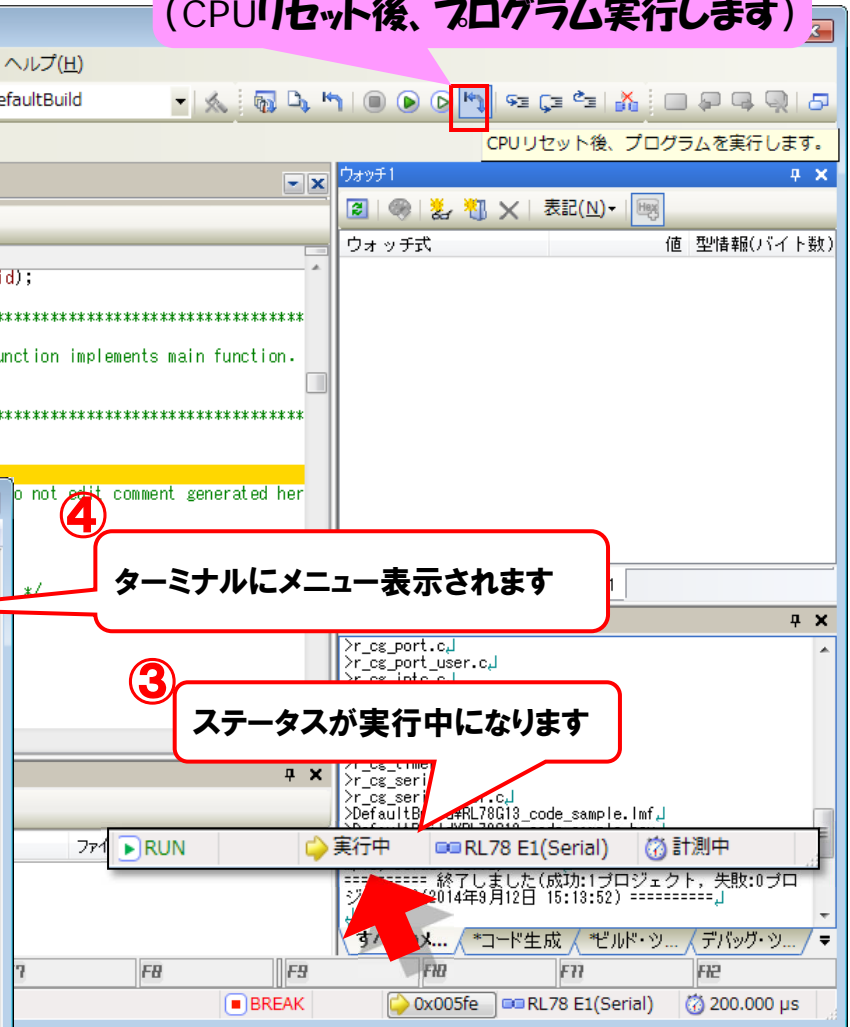 (CPUリセット後、プログラム実行します)
ヘルプ(H)
efaultBuild
CPUリセット後、プログラムを実行します。
ウォッチ1
表記(N)
ウォッチ式 値 型情報(バイト数)
id);
***********************************
unction implements main function.
***********************************
o not edit comment generated her
④
*/
ターミナルにメニュー表示されます
1
>r_cg_port.c
>r_cg_port_user.c
③
ステータスが実行中になります
>r_cg_seri
>r_cg_ser
.c
>DefaultB
RL78G13_code_sample.lmf
ファイ
RUN 実行中 RL78 E1(Serial) 計測中
========== 終了しました(成功:1プロジェクト, 失敗:0プロ
ジ
(2014年9月12日 15:13:52) ==========
す
メ... *コード生成 *ビルド・ツ... デバッグ・ツ...
F8 F9 F10 F11 F12
BREAK 0x005fe RL78 E1(Serial) 200.000 µs